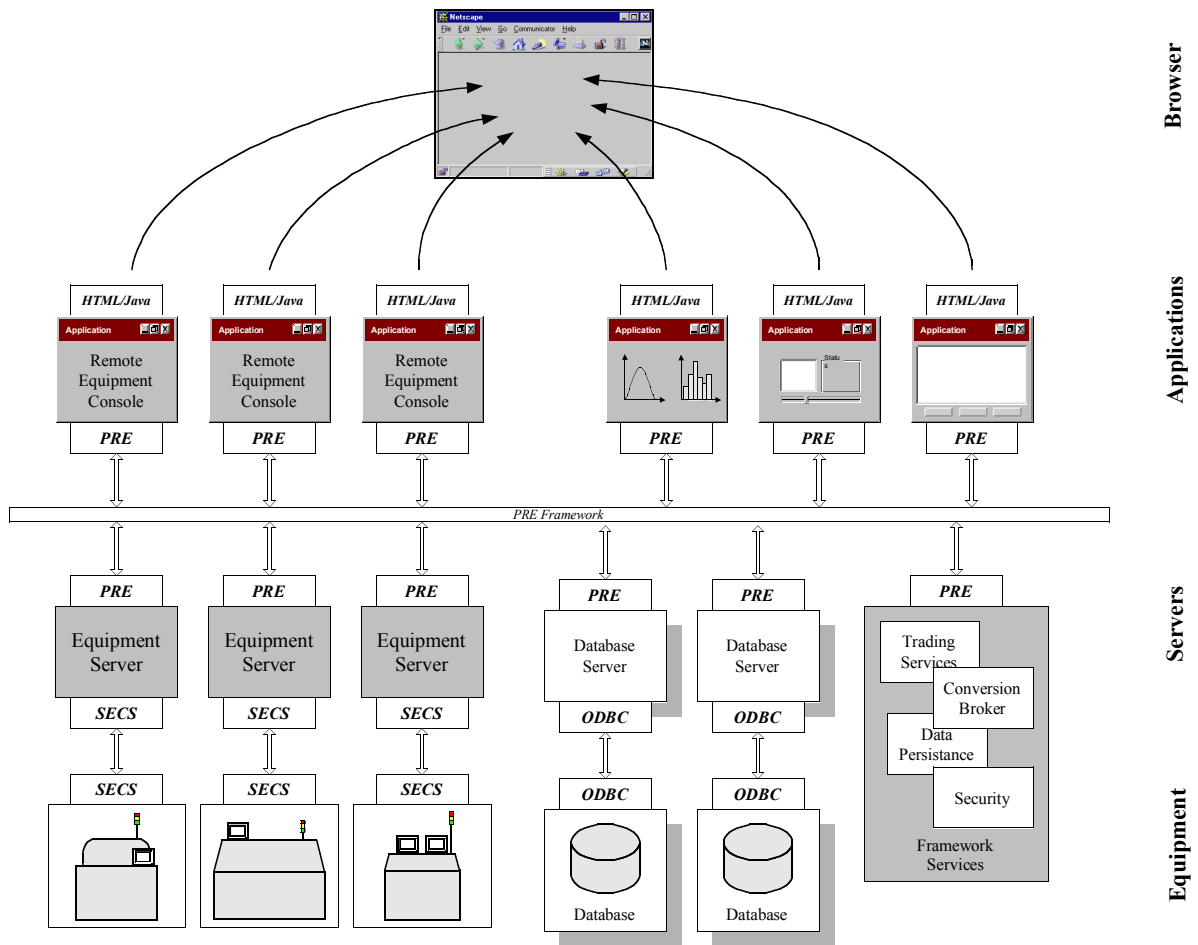 Netscape
File Edit View Go Communicator Help
Browser
HTML/Java
HTML/Java
HTML/Java
HTML/Java
HTML/Java
HTML/Java
Application
Application
Application
Remote
Equipment
Console
Remote
Equipment
Console
Remote
Equipment
Console
Statu
s
Applications
PRE
PRE
PRE
PRE
PRE
PRE
PRE Framework
PRE
PRE
PRE
PRE
PRE
PRE
Equipment
Server
Equipment
Server
Equipment
Server
Database
Server
Database
Server
Trading
Services
Conversion
Broker
Data
Persistance
Security
Framework
Services
Servers
SECS
SECS
SECS
ODBC
ODBC
SECS
SECS
SECS
ODBC
ODBC
Database
Database
Equipment